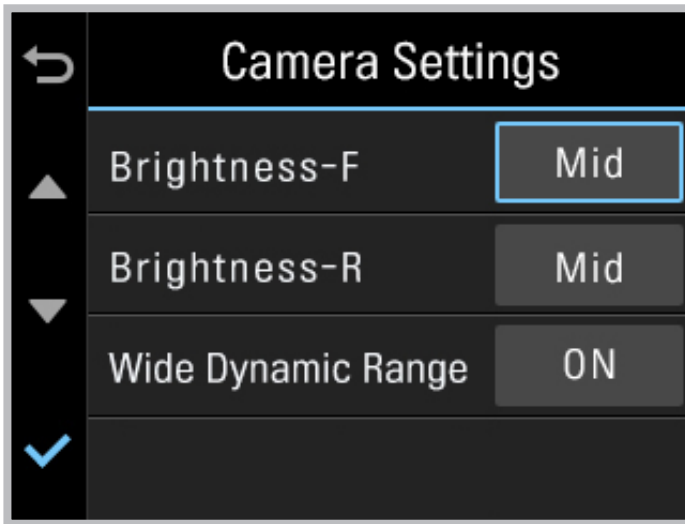 Camera Settings
Brightness-F Mid
Brightness-R Mid
Wide Dynamic Range ON